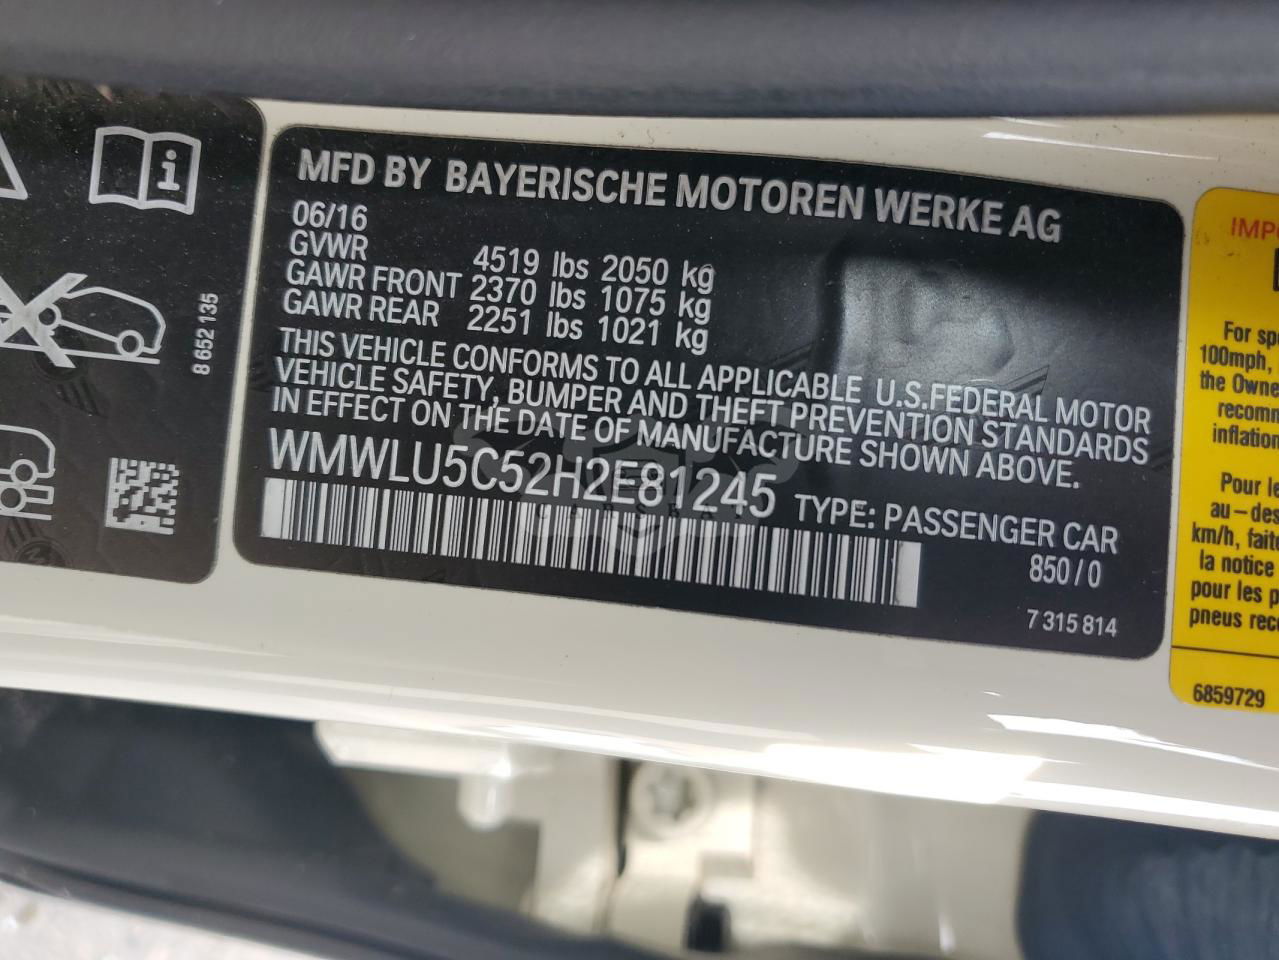 MFD BY BAYERISCHE MOTOREN WERKE AG
06/16
GVWR 4519 lbs 2050 kg
GAWR FRONT 2370 lbs 1075 kg
GAWR REAR 2251 lbs 1021 kg
THIS VEHICLE CONFORMS TO ALL APPLICABLE U.S.FEDERAL MOTOR
VEHICLE SAFETY, BUMPER AND THEFT PREVENTION STANDARDS
IN EFFECT ON THE DATE OF MANUFACTURE SHOWN ABOVE.
WMWLU5C52H2E81245 TYPE: PASSENGER CAR
850/0
7 315 814
8 652 135
IMPO
For spe
100mph,
the Owne
recomm
inflation
Pour le
au-des
km/h, faite
la notice
pour les p
pneus reco
6859729